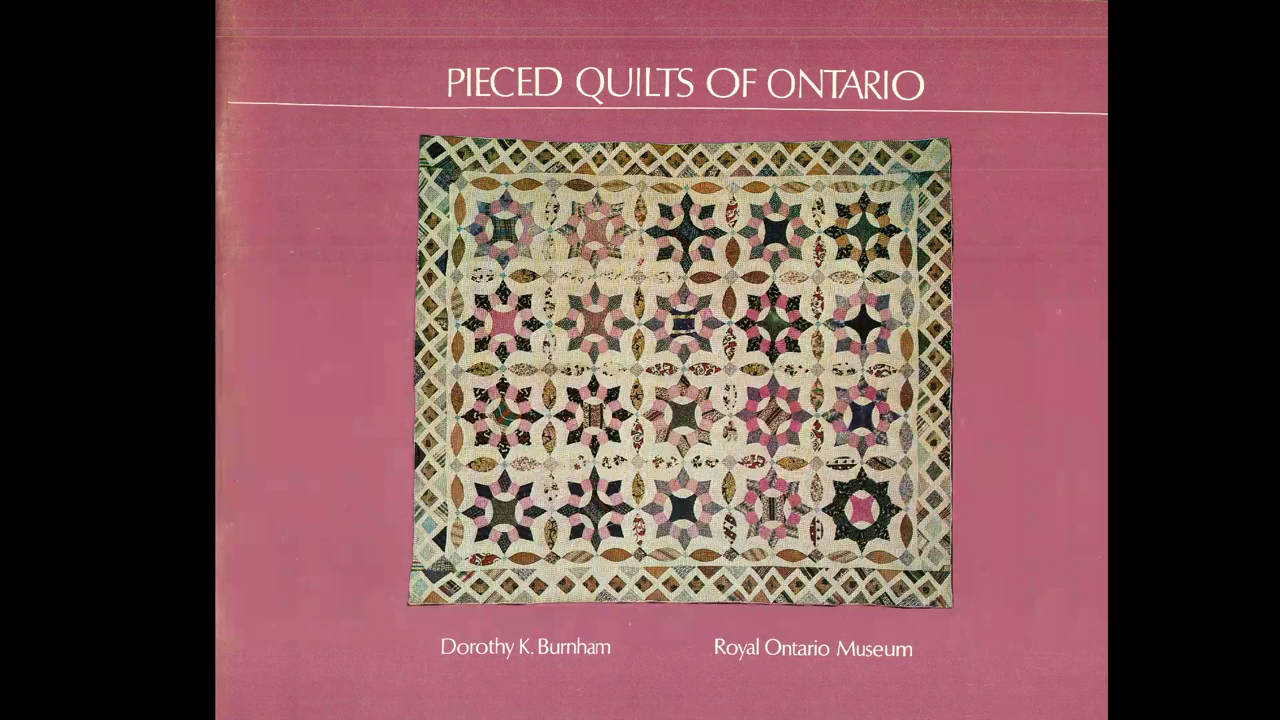 PIECED QUILTS OF ONTARIO
Dorothy K. Burnham
Royal Ontario Museum